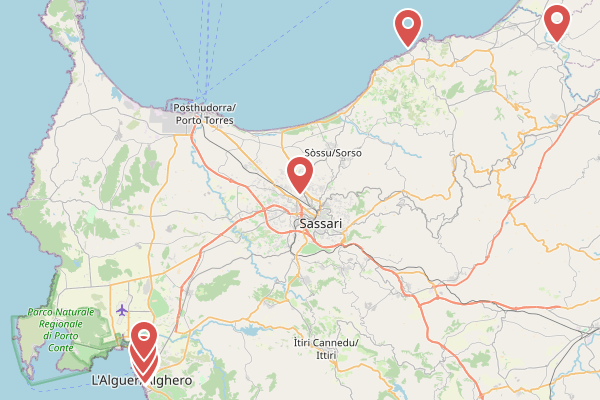 Posthudorra/
Porto Torres
Sòssu/Sorso
Sassari
Parco Naturale
Regionale
di Porto
Conte
Itiri Cannedu/
Ittiri
L'Alguer/Alghero